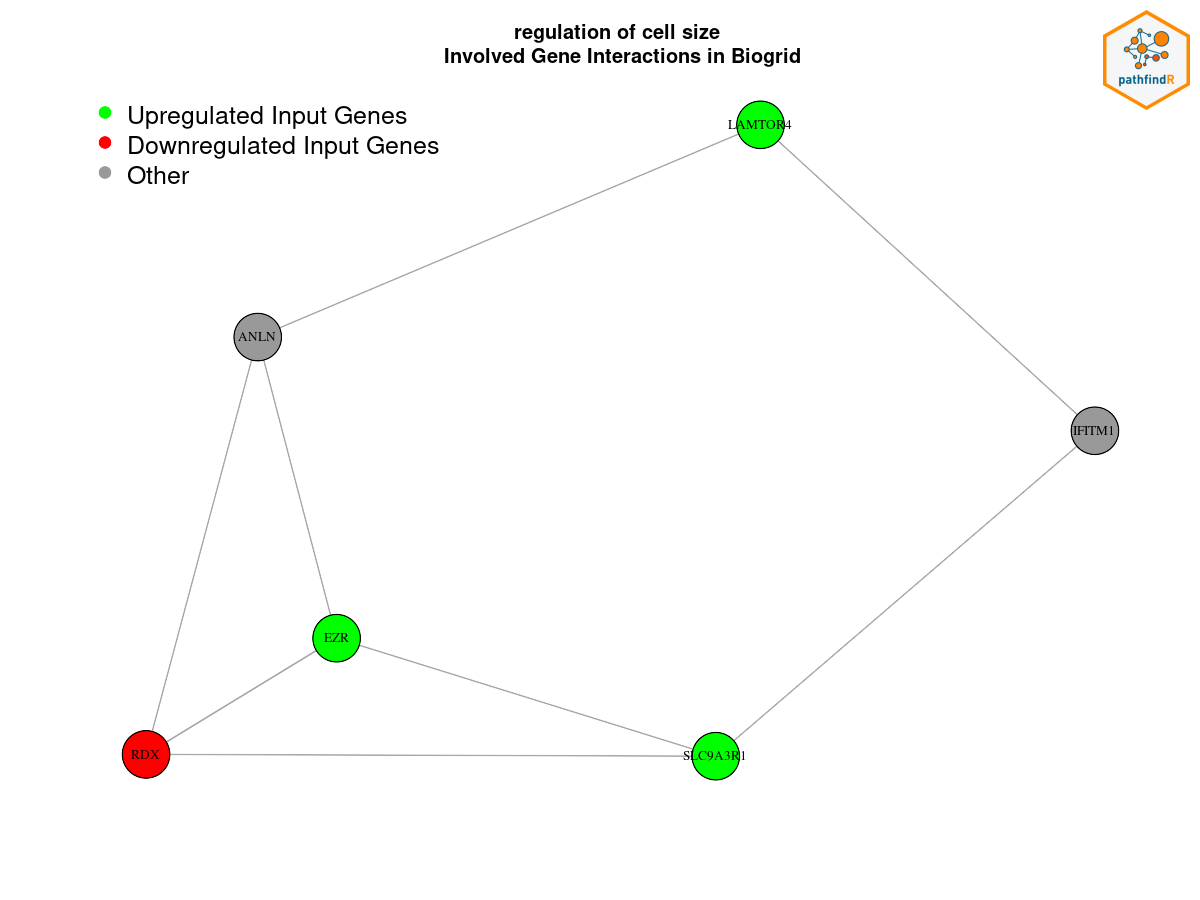 regulation of cell size
Involved Gene Interactions in Biogrid
pathfindR
Upregulated Input Genes
Downregulated Input Genes
Other
LAMTOR4
ANLN
IFITM1
EZR
RDX
SLC9A3R1